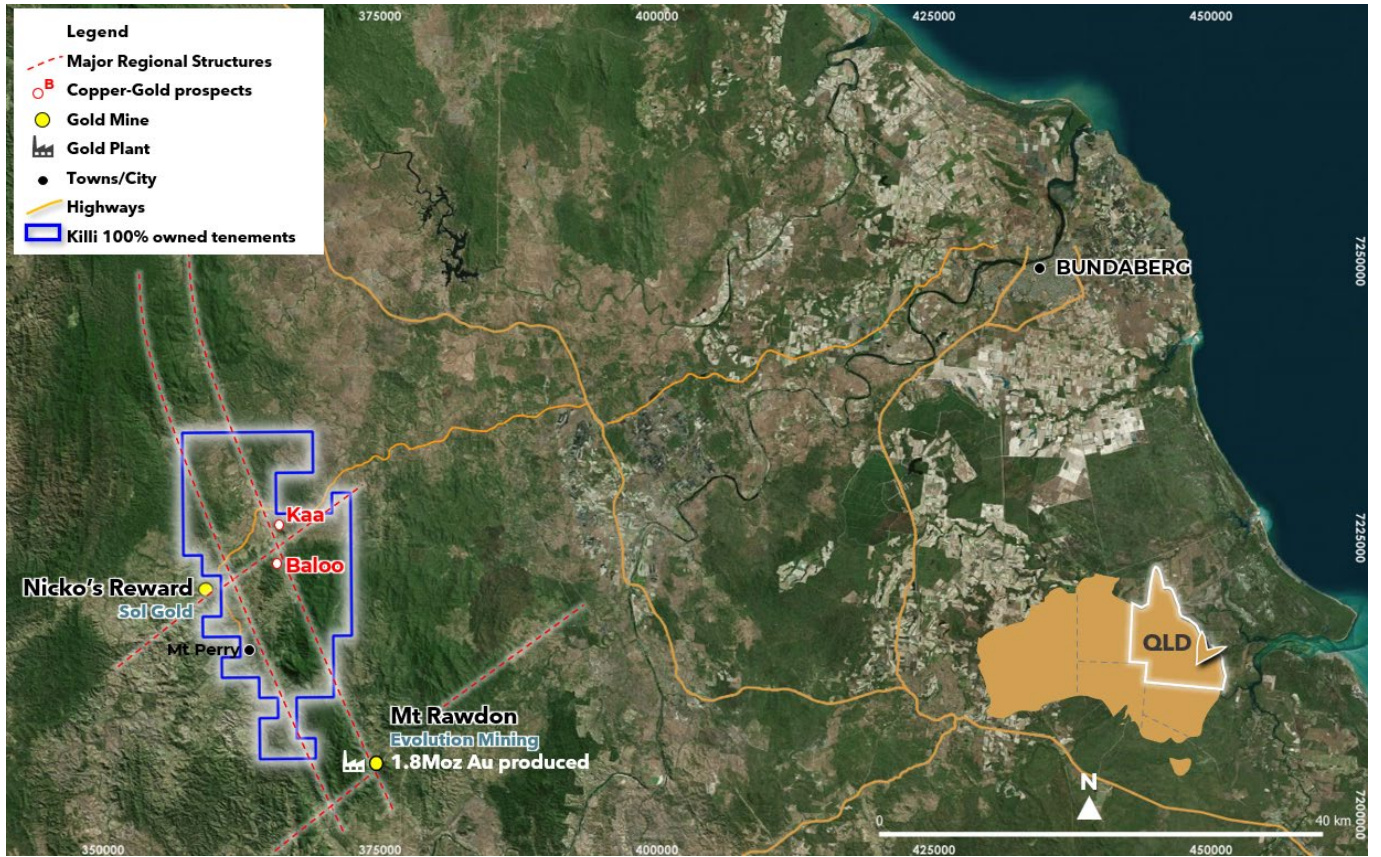 375000
400000
425000
450000
Legend
Major Regional Structures
B
Copper-Gold prospects
Gold Mine
Gold Plant
Towns/City
Highways
Killi 100% owned tenements
7250000
BUNDABERG
Kaa
7225000
Baloo
Nicko's Reward
Sol Gold
QLD
Mt Perry
Mt Rawdon
Evolution Mining
1.8Moz Au produced
N
7200000
0
40 km
350000
375000
400000
425000
450000